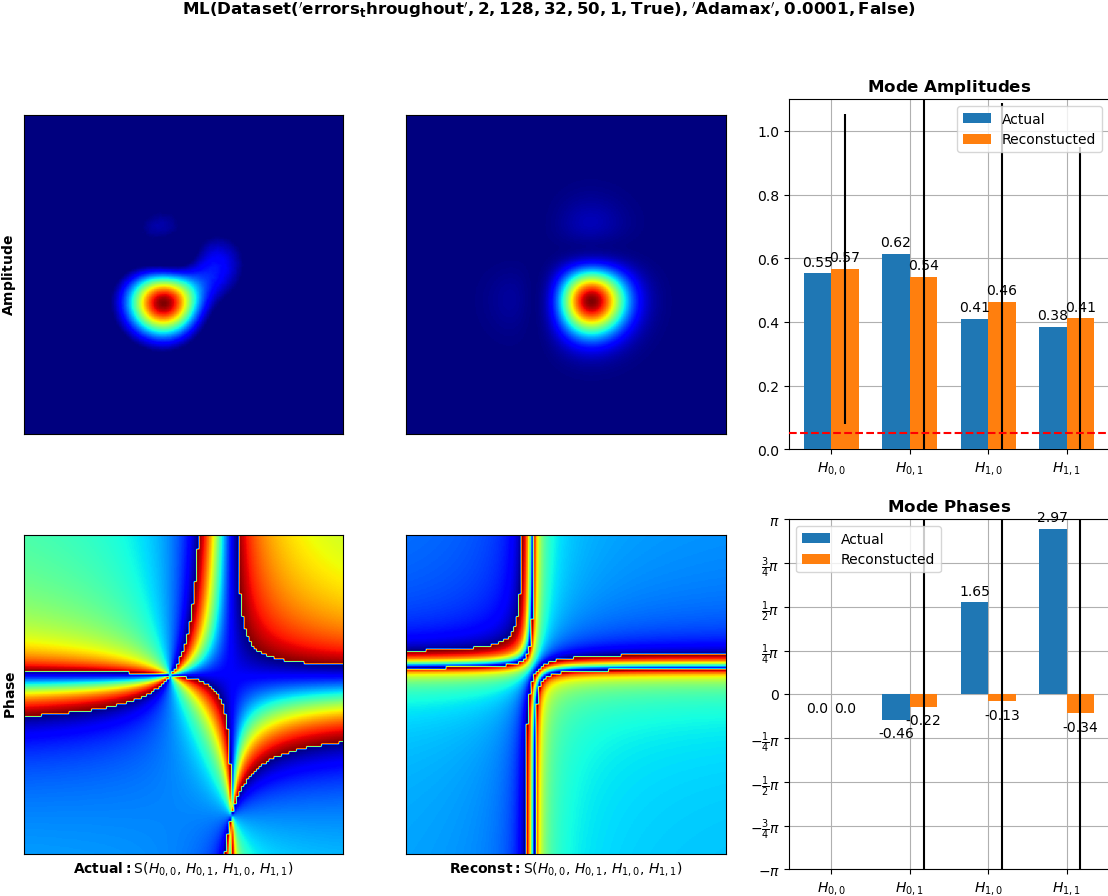 ML(Dataset('errors_throughout', 2, 128, 32, 50, 1, True), 'Adamax', 0.0001, False)
Amplitude
Mode Amplitudes
Actual
Reconstucted
1.0
0.8
0.6
0.4
0.2
0.0
0.55
0.57
0.62
0.54
0.41
0.46
0.38
0.41
H0,0
H0,1
H1,0
H1,1
Phase
Actual: S(H0,0, H0,1, H1,0, H1,1)
Reconst: S(H0,0, H0,1, H1,0, H1,1)
Mode Phases
Actual
Reconstucted
π
3/4π
1/2π
1/4π
0
−1/4π
−1/2π
−3/4π
−π
0.0
0.0
-0.46
-0.22
1.65
-0.13
2.97
-0.34
H0,0
H0,1
H1,0
H1,1